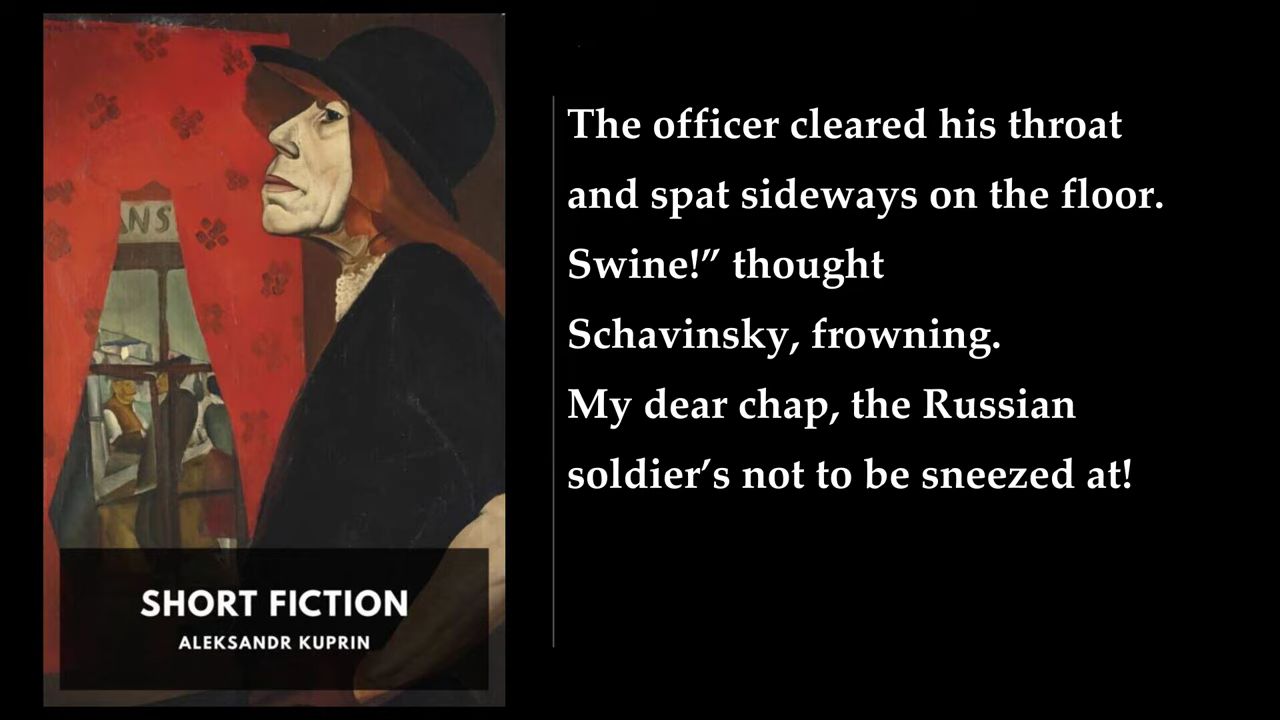 ANS
SHORT FICTION
ALEKSANDR KUPRIN
The officer cleared his throat
and spat sideways on the floor.
Swine!” thought
Schavinsky, frowning.
My dear chap, the Russian
soldier’s not to be sneezed at!